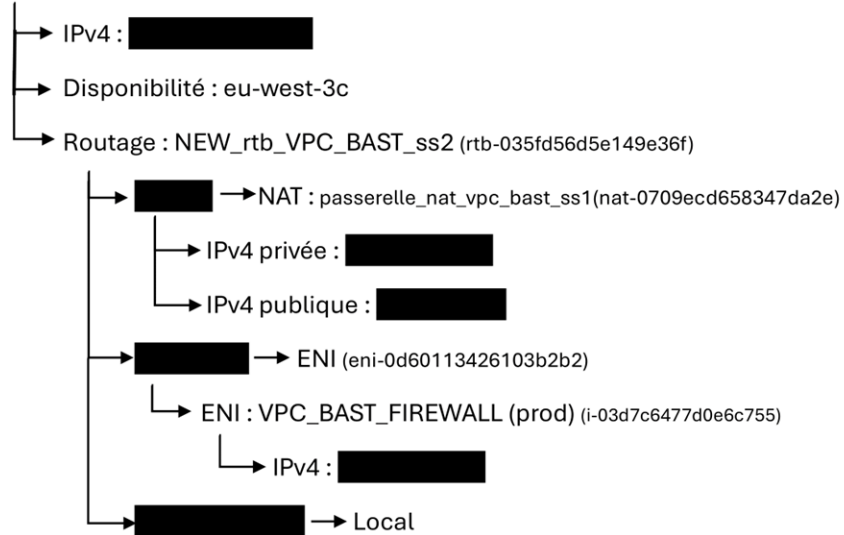 IPv4 :
Disponibilité : eu-west-3c
Routage : NEW_rtb_VPC_BAST_ss2 (rtb-035fd56d5e149e36f)
NAT : passerelle_nat_vpc_bast_ss1(nat-0709ecd658347da2e)
IPv4 privée :
IPv4 publique :
ENI (eni-0d60113426103b2b2)
ENI : VPC_BAST_FIREWALL (prod) (i-03d7c6477d0e6c755)
IPv4 :
Local